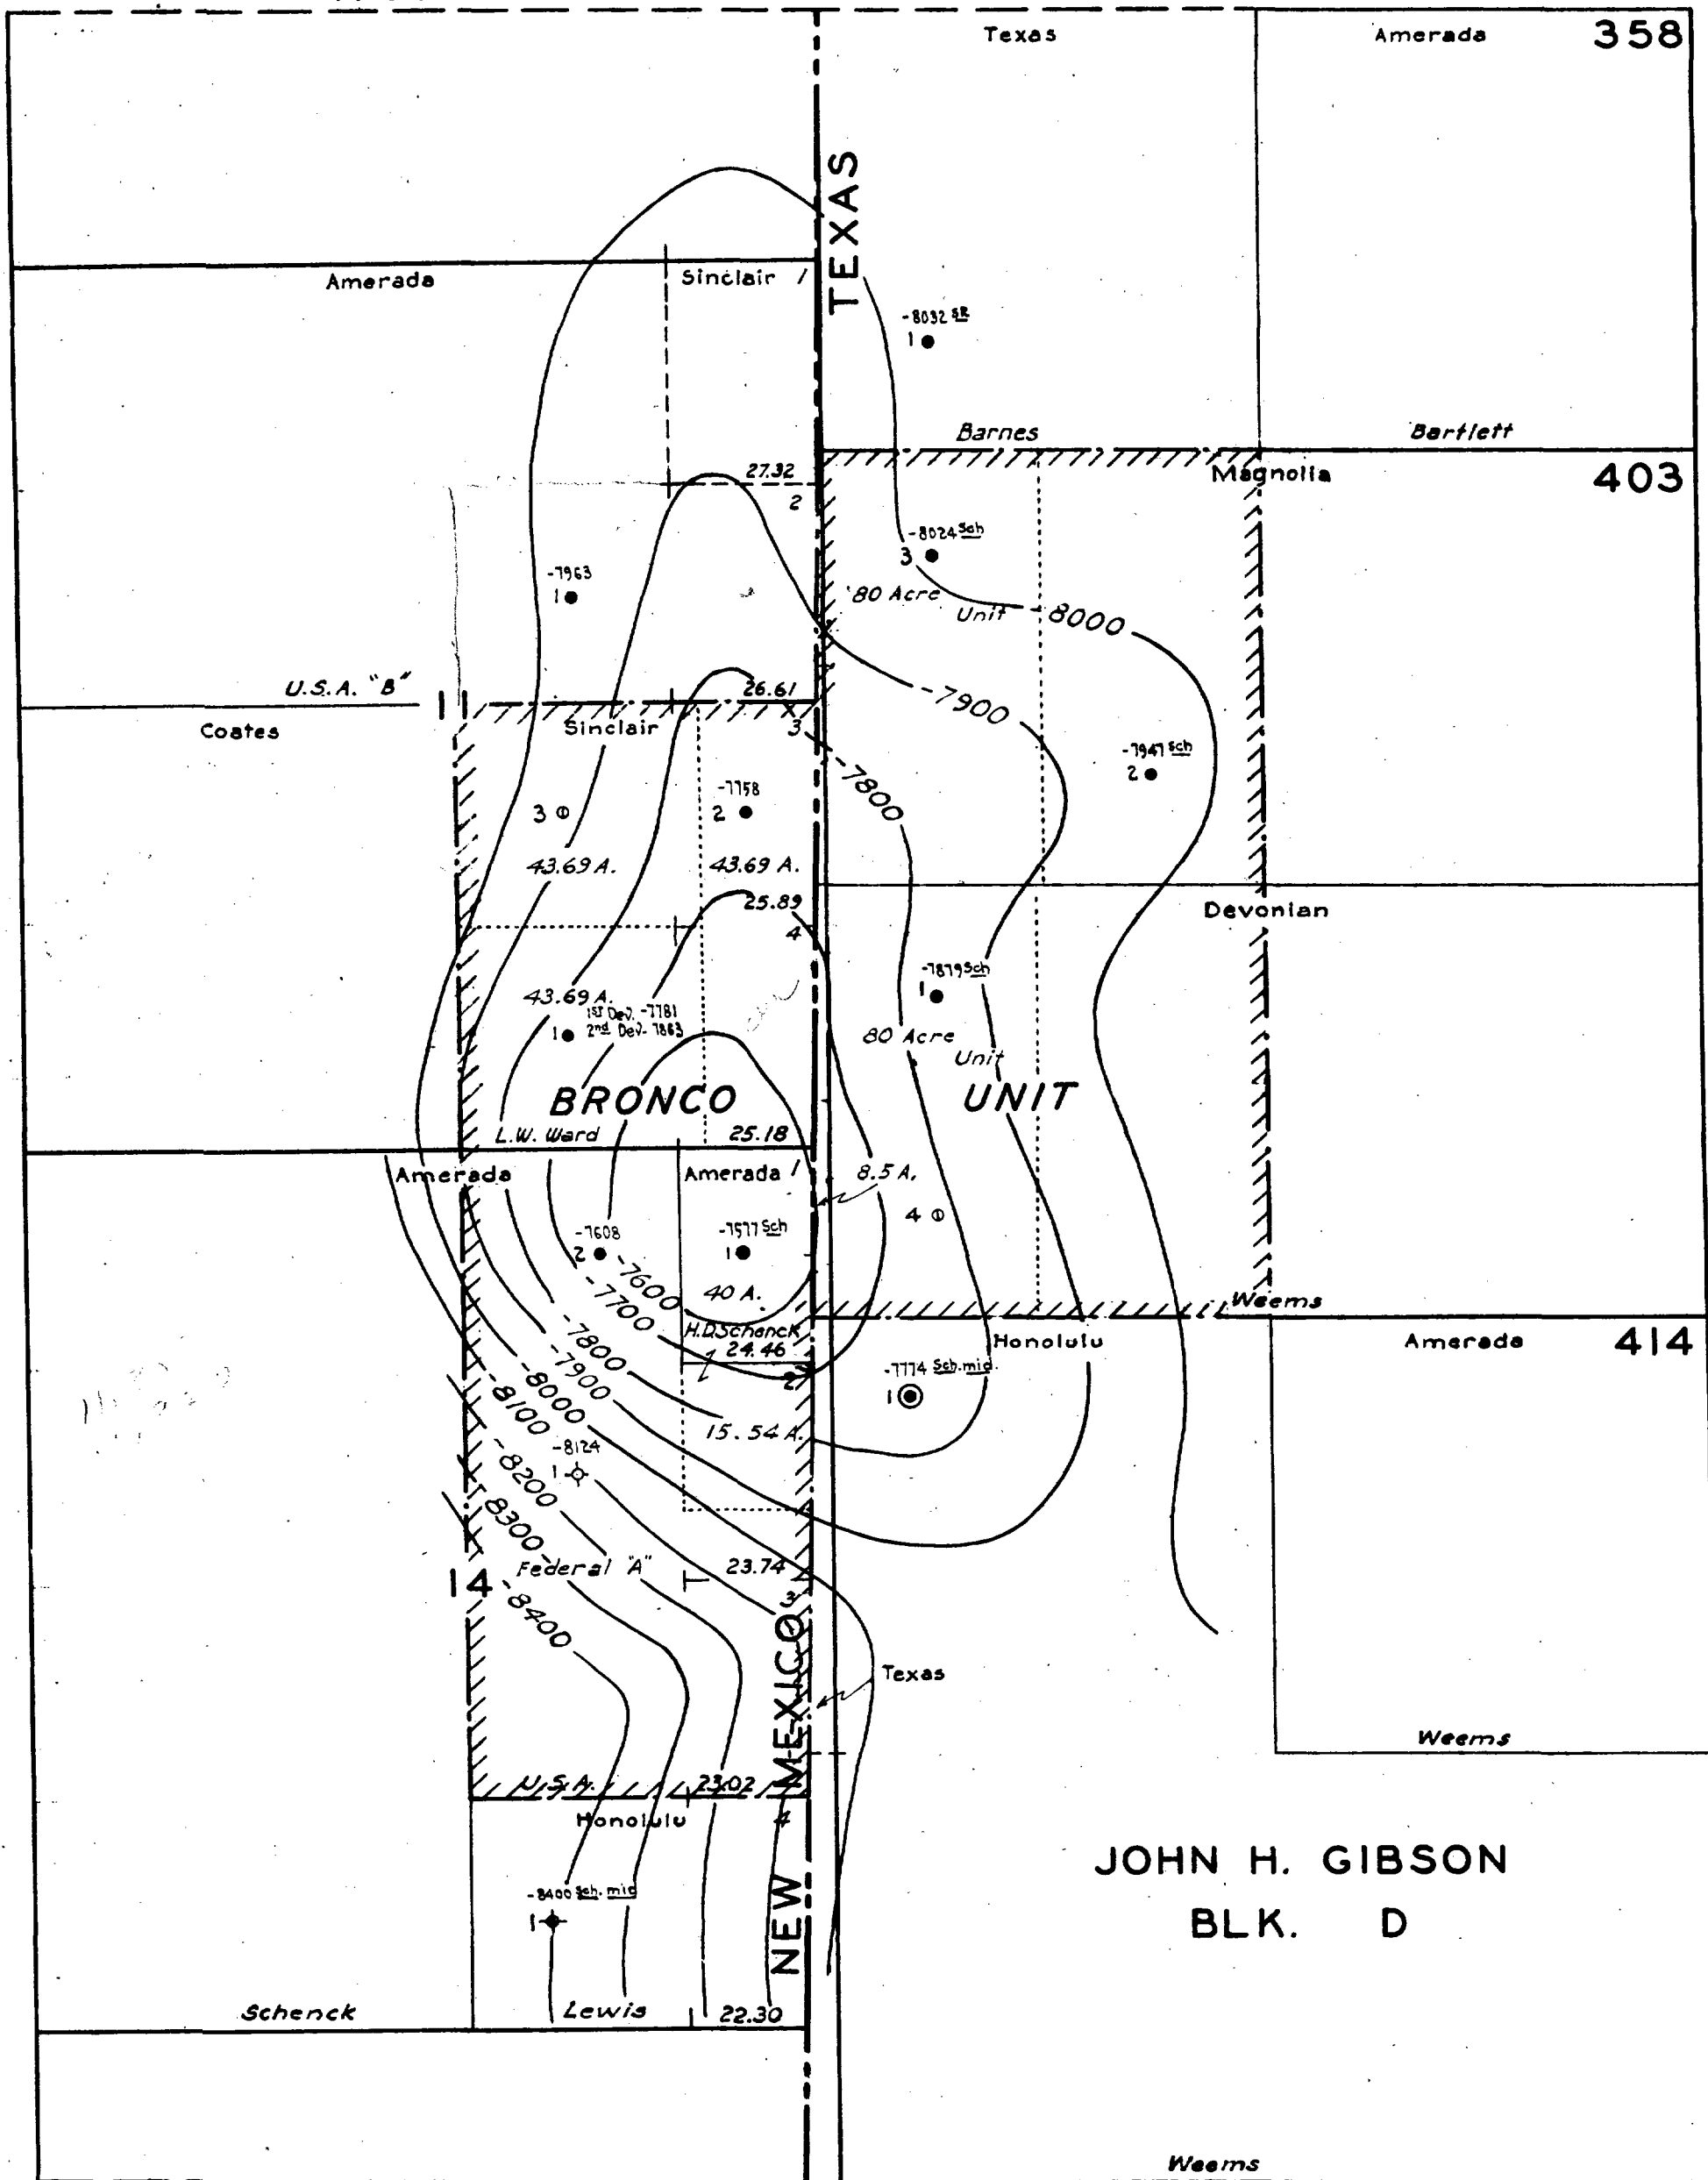 Texas
Amerada
358
TEXAS
Amerada
Sinclair
1
-8032 SR
1
Barnes
Bartlett
27.32
2
Magnolia
403
-8024 Sch
3
-7963
1
80 Acre
Unit
-8000
U.S.A. "B"
26.61
-7900
11
Coates
Sinclair
3
-7800
-7947 Sch
2
-7758
3
2
43.69 A.
43.69 A.
25.89
4
Devonian
-7879 Sch
1
43.69 A.
1st Dev. -7781
2nd Dev. -7863
1
80 Acre
Unit
BRONCO
UNIT
L.W. Ward
25.18
Amerada
Amerada
1
8.5 A.
4
-7608
2
-7577 Sch
1
-7600
-7700
40 A.
Weems
H.D. Schenck
24.46
-7800
Honolulu
Amerada
414
-7900
-7774 Sch. mid.
1
2
-8000
-8100
15.54 A.
-8124
1
-8200
8300
Federal "A"
23.74
14
3
-8400
Texas
NEW MEXICO
Weems
U.S.A.
23.02
Honolulu
4
JOHN H. GIBSON
BLK. D
-8400 Sch. mid
1
Schenck
Lewis
22.30
Weems